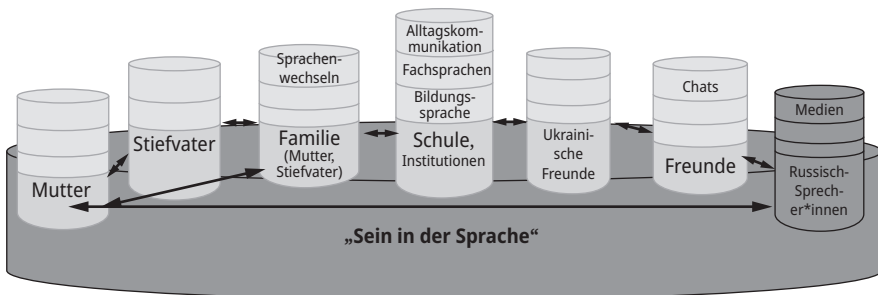 Mutter
Stiefvater
Sprachen-
wechseln
Familie
(Mutter,
Stiefvater)
Alltagskom-
munikation
Fachsprachen
Bildungs-
sprache
Schule,
Institutionen
Ukraini-
sche
Freunde
Chats
Freunde
Medien
Russisch-
Sprech-
er*innen
„Sein in der Sprache“